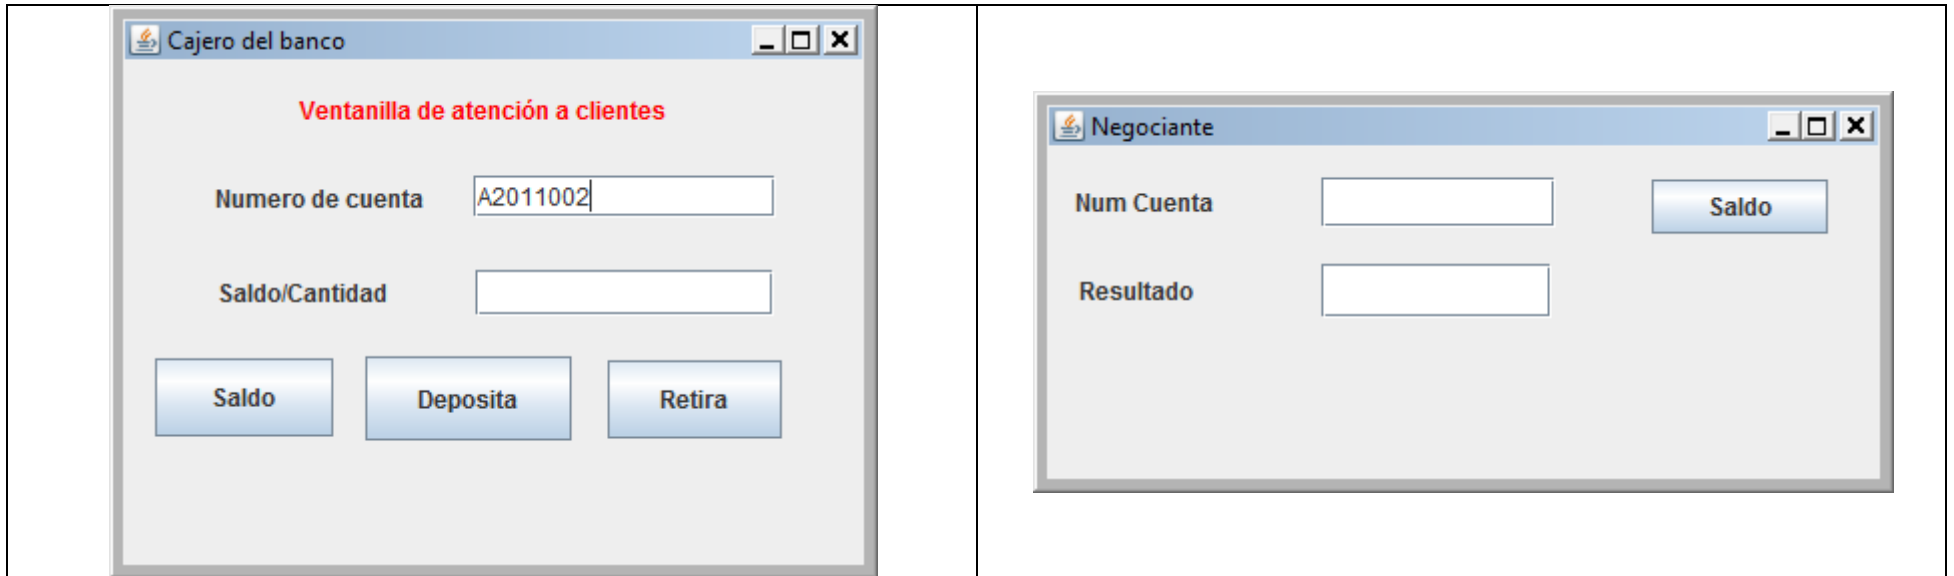 Cajero del banco
Ventanilla de atención a clientes
Numero de cuenta A2011002
Saldo/Cantidad
Saldo Deposita Retira
Negociante
Num Cuenta Saldo
Resultado